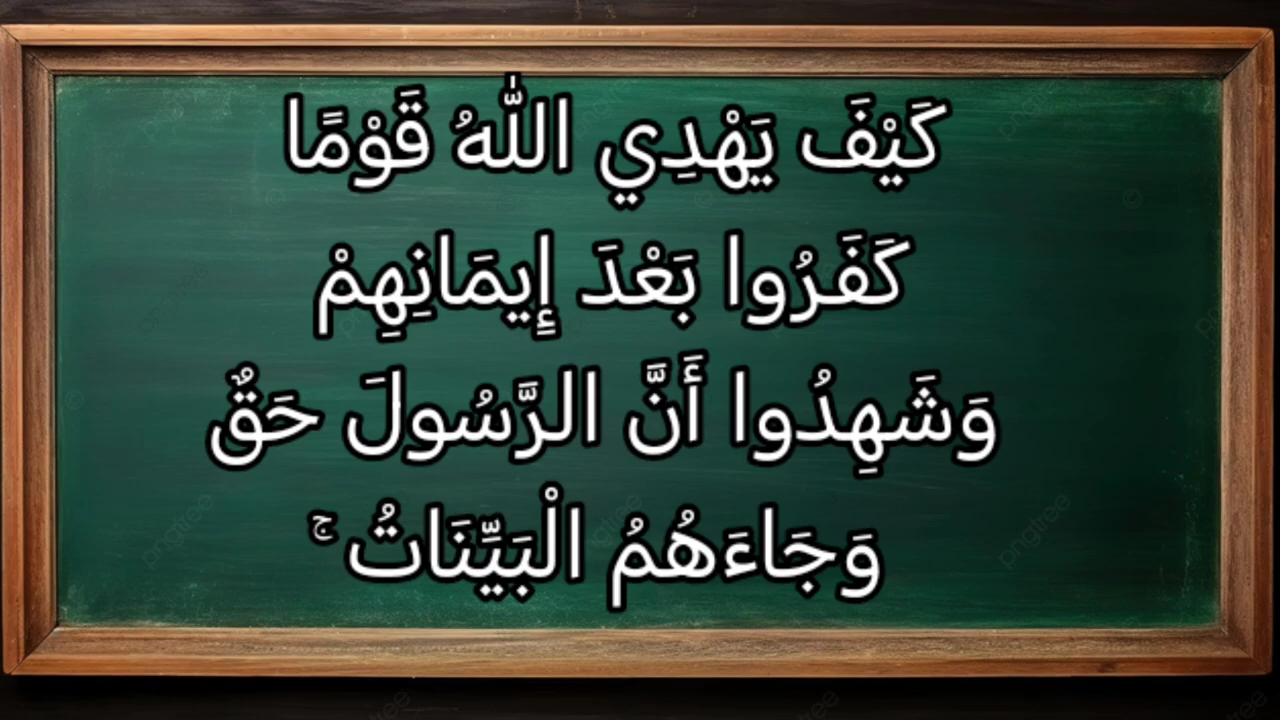 كَيْفَ يَهْدِي اللَّهُ قَوْمًا
كَفَرُوا بَعْدَ إِيمَانِهِمْ
وَشَهِدُوا أَنَّ الرَّسُولَ حَقٌّ
وَجَاءَهُمُ الْبَيِّنَاتُ ۚ